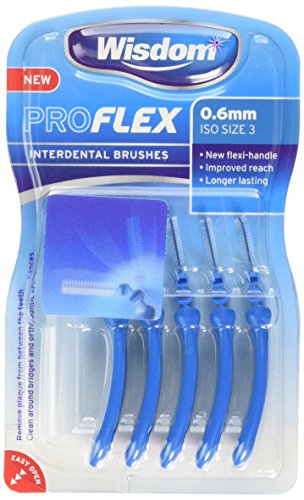 Wisdom
NEW
PROFLEX
INTERDENTAL BRUSHES
0.6mm
ISO SIZE 3
• New flexi-handle
• Improved reach
• Longer lasting
Remove plaque from between the teeth
Clean around bridges and orthodontic appliances
EASY OPEN